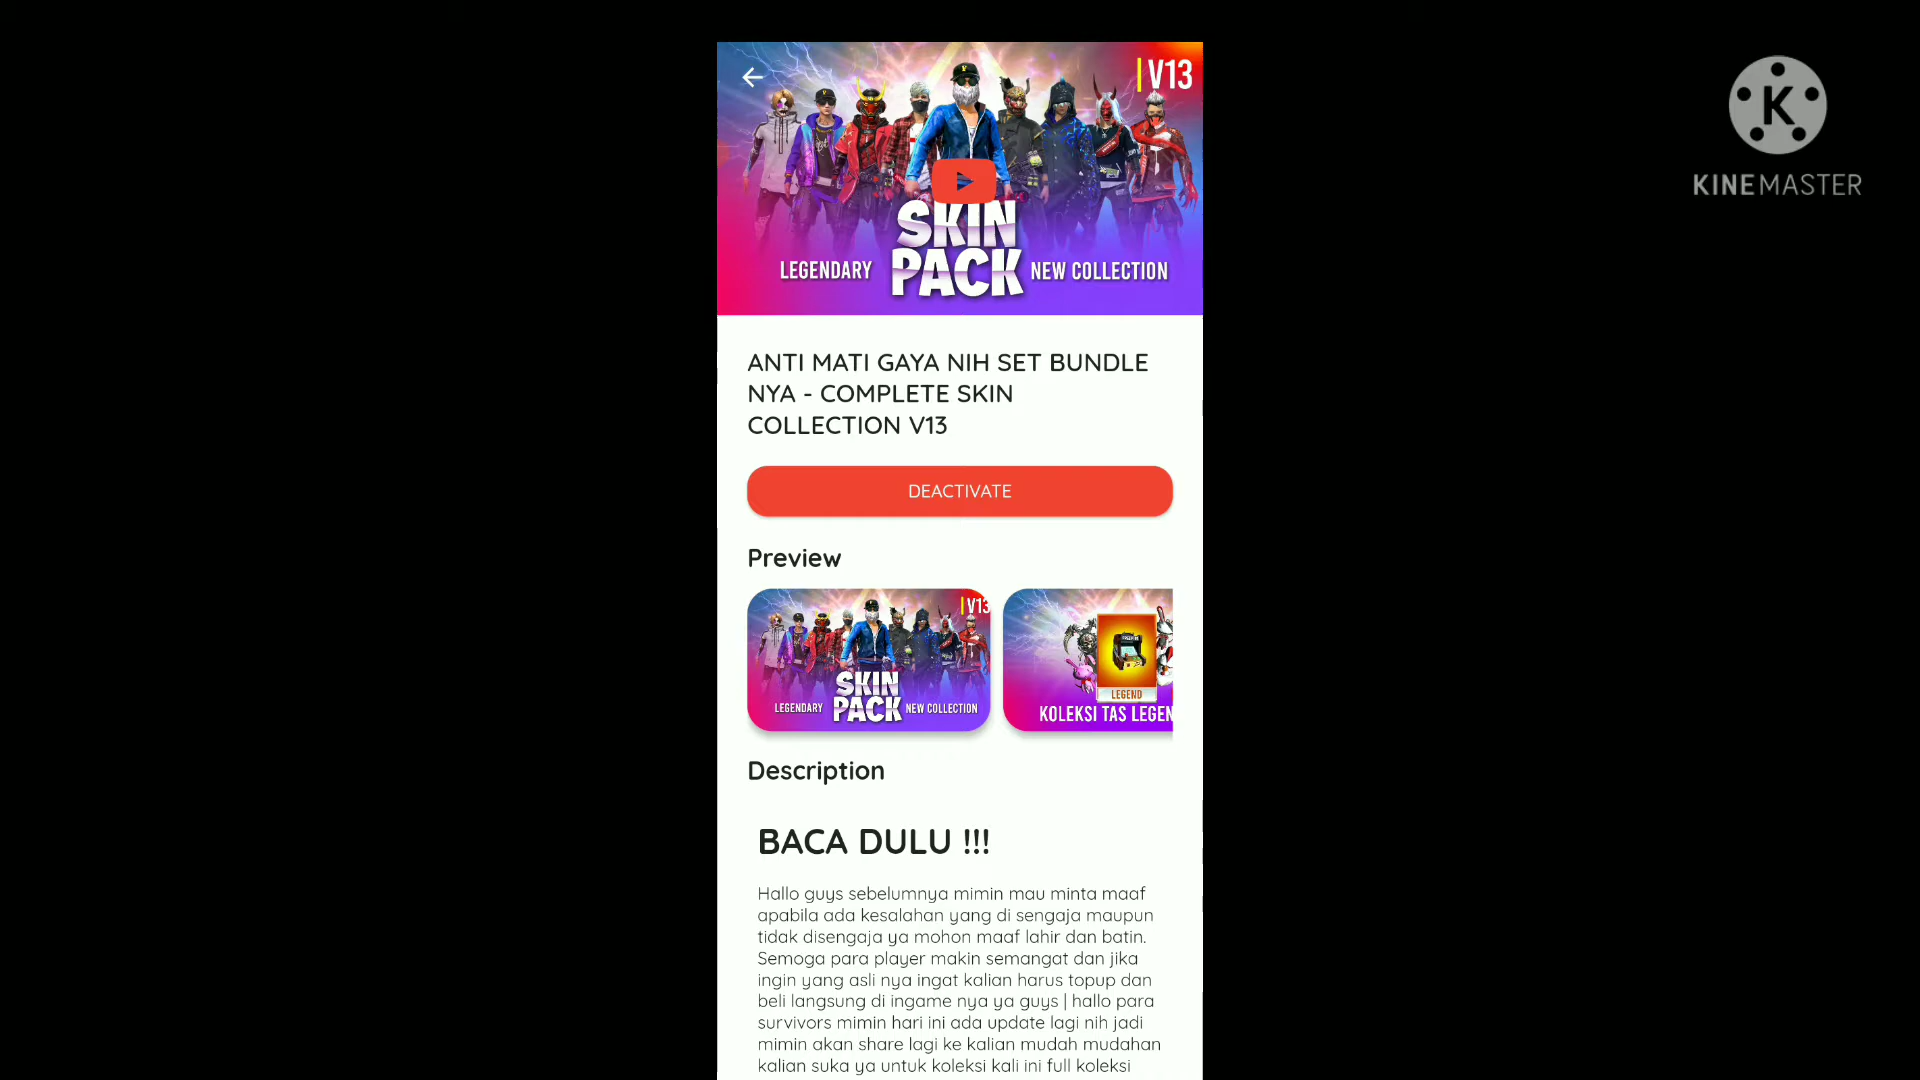 V13
KINEMASTER
SKIN
PACK
LEGENDARY
NEW COLLECTION
ANTI MATI GAYA NIH SET BUNDLE
NYA - COMPLETE SKIN
COLLECTION V13
DEACTIVATE
Preview
V13
SKIN
PACK
LEGENDARY
NEW COLLECTION
LEGEND
KOLEKSI TAS LEGEN
Description
BACA DULU !!!
Hallo guys sebelumnya mimin mau minta maaf
apabila ada kesalahan yang di sengaja maupun
tidak disengaja ya mohon maaf lahir dan batin.
Semoga para player makin semangat dan jika
ingin yang asli nya ingat kalian harus topup dan
beli langsung di ingame nya ya guys | hallo para
survivors mimin hari ini ada update lagi nih jadi
mimin akan share lagi ke kalian mudah mudahan
kalian suka ya untuk koleksi kali ini full koleksi